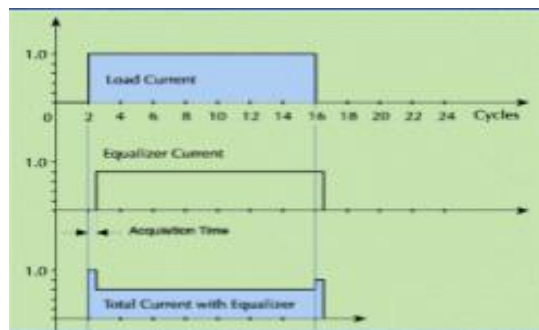 1.0
Load Current
0 2 4 6 8 10 12 14 16 18 20 22 24 Cycles
Equalizer Current
1.0
Acquisition Time
1.0
Total Current with Equalizer